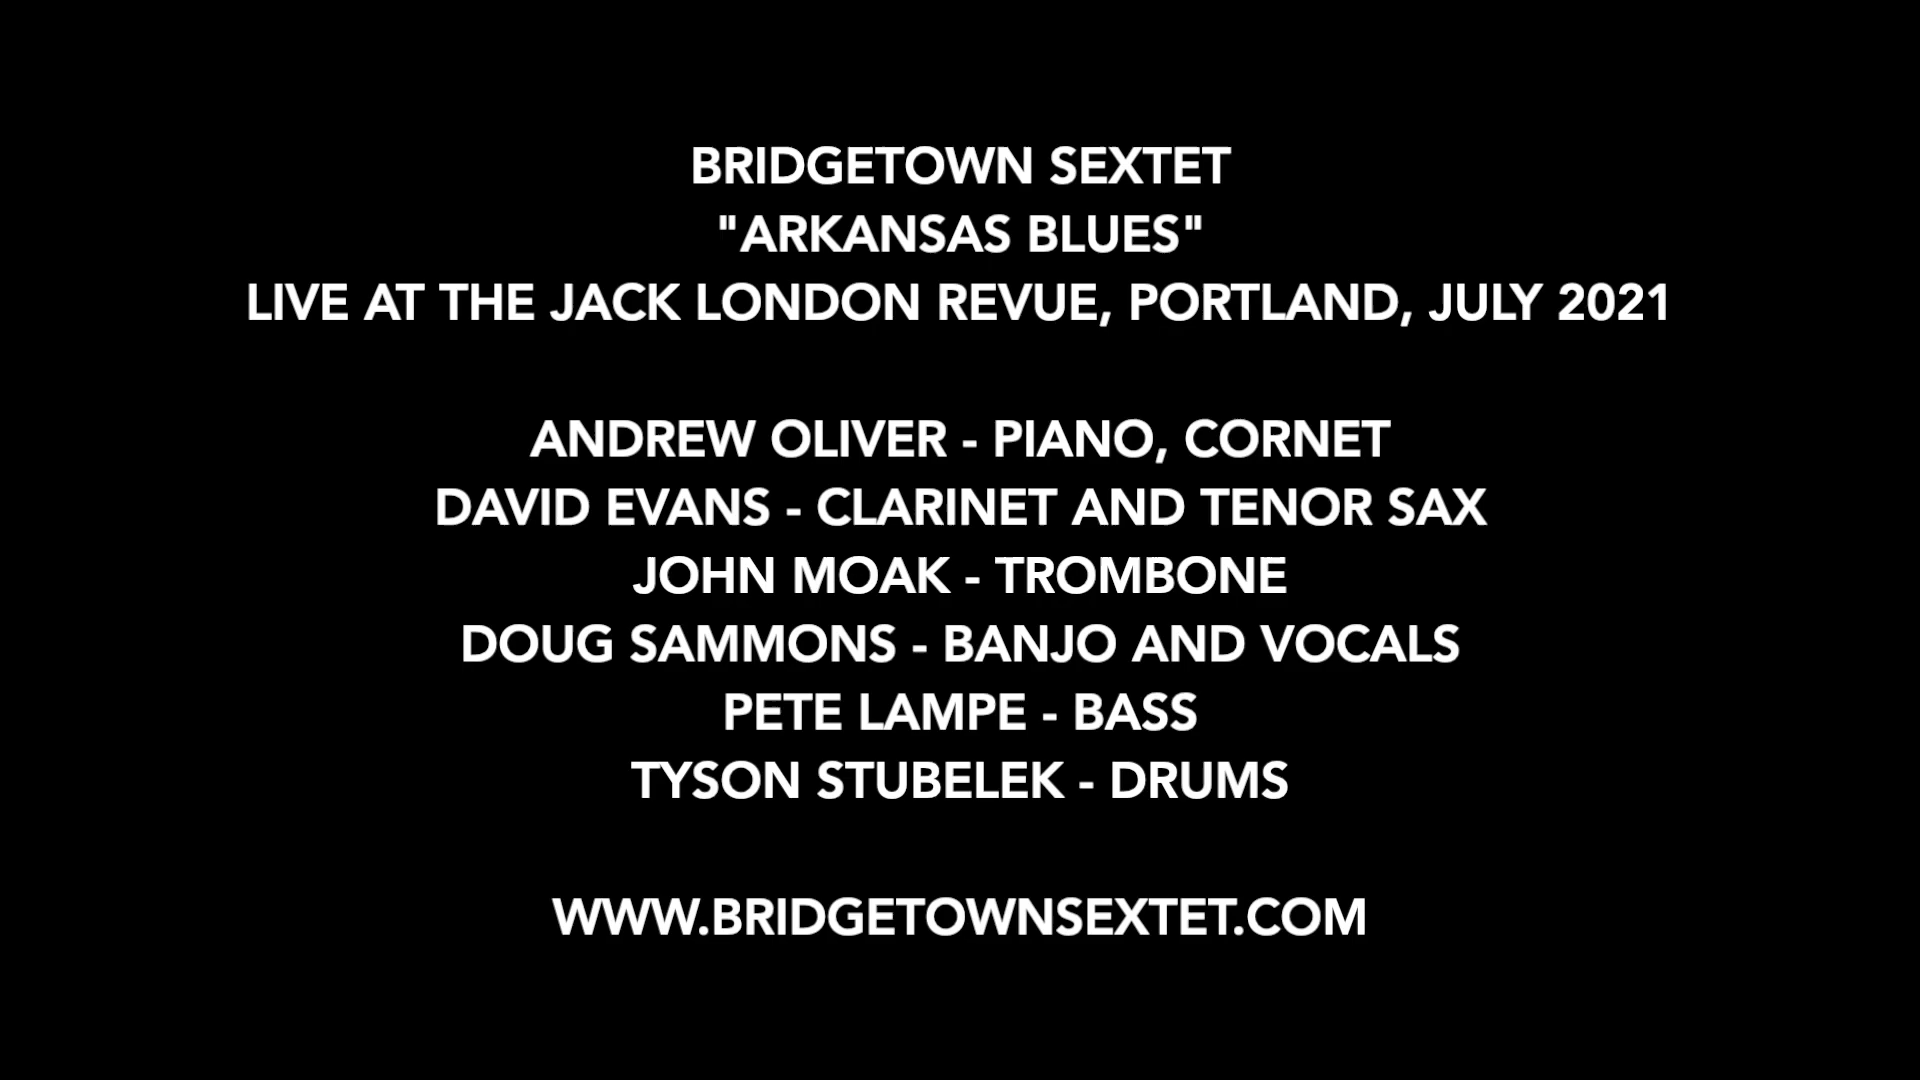 BRIDGETOWN SEXTET
"ARKANSAS BLUES"
LIVE AT THE JACK LONDON REVUE, PORTLAND, JULY 2021
ANDREW OLIVER - PIANO, CORNET
DAVID EVANS - CLARINET AND TENOR SAX
JOHN MOAK - TROMBONE
DOUG SAMMONS - BANJO AND VOCALS
PETE LAMPE - BASS
TYSON STUBELEK - DRUMS
WWW.BRIDGETOWNSEXTET.COM